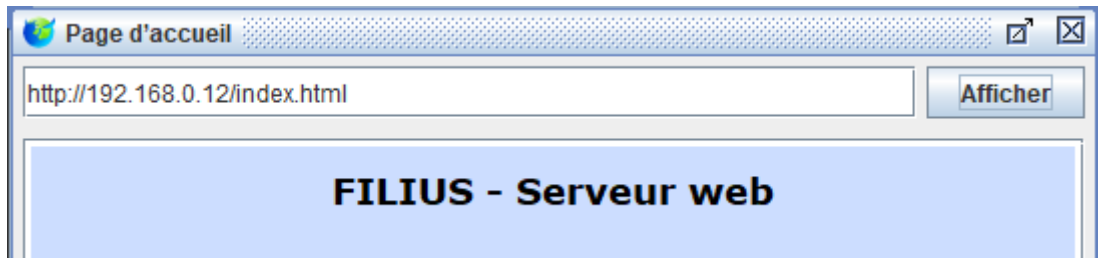 Page d'accueil
http://192.168.0.12/index.html
Afficher
FILIUS - Serveur web